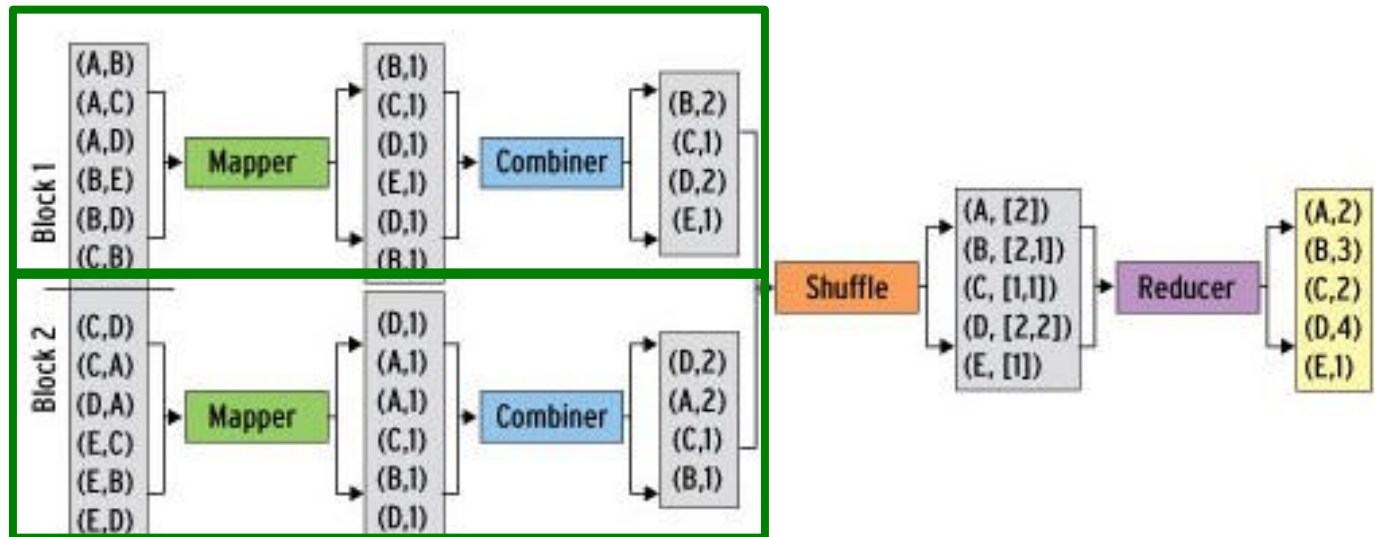 Block 1
(A,B)
(A,C)
(A,D)
(B,E)
(B,D)
(C,B)
Mapper
(B,1)
(C,1)
(D,1)
(E,1)
(D,1)
(B,1)
Combiner
(B,2)
(C,1)
(D,2)
(E,1)
Block 2
(C,D)
(C,A)
(D,A)
(E,C)
(E,B)
(E,D)
Mapper
(D,1)
(A,1)
(A,1)
(C,1)
(B,1)
(D,1)
Combiner
(D,2)
(A,2)
(C,1)
(B,1)
Shuffle
(A, [2])
(B, [2,1])
(C, [1,1])
(D, [2,2])
(E, [1])
Reducer
(A,2)
(B,3)
(C,2)
(D,4)
(E,1)